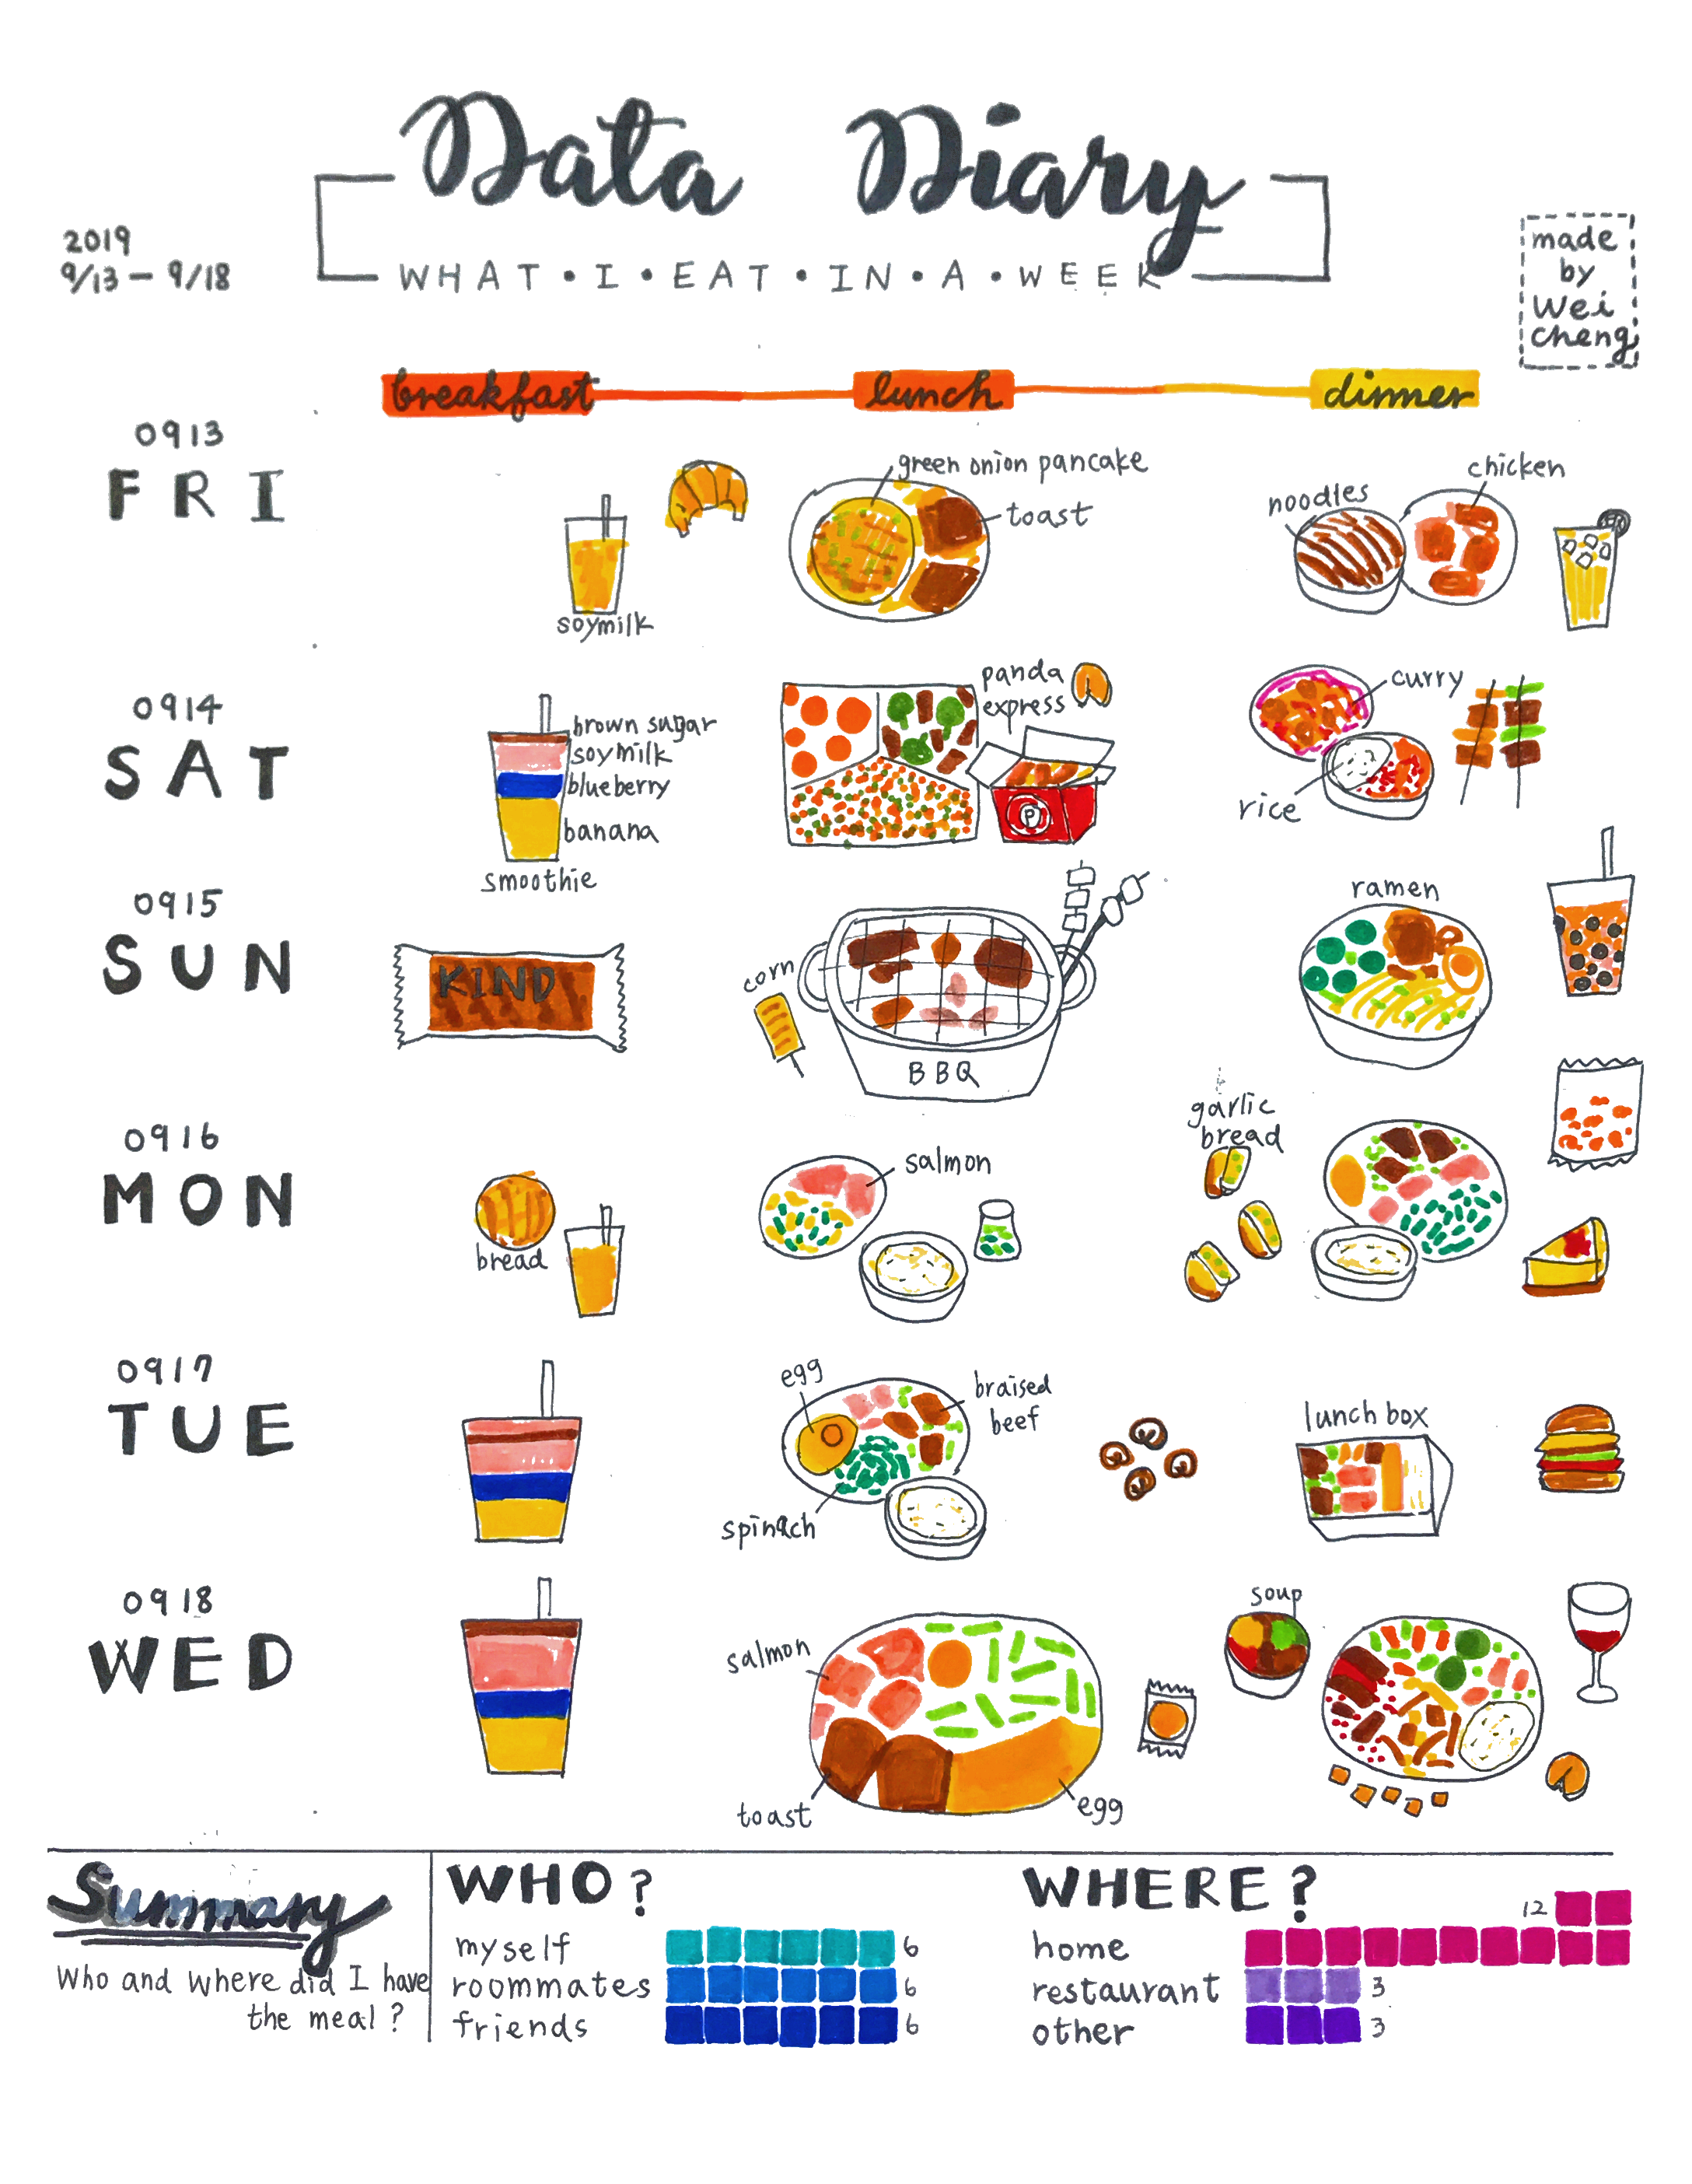 Data Diary
WHAT • I • EAT • IN • A • WEEK
2019
9/13 — 9/18
made
by
Wei
Cheng
breakfast
lunch
dinner
0913
FRI
soymilk
green onion pancake
toast
noodles
chicken
0914
SAT
brown sugar
soymilk
blueberry
banana
smoothie
panda
express
P
curry
rice
0915
SUN
KIND
corn
BBQ
ramen
0916
MON
bread
salmon
garlic
bread
0917
TUE
egg
braised
beef
spinach
lunch box
0918
WED
salmon
toast
egg
soup
Summary
Who and where did I have
the meal?
WHO?
myself 6
roommates 6
friends 6
WHERE?
12
home
restaurant 3
other 3